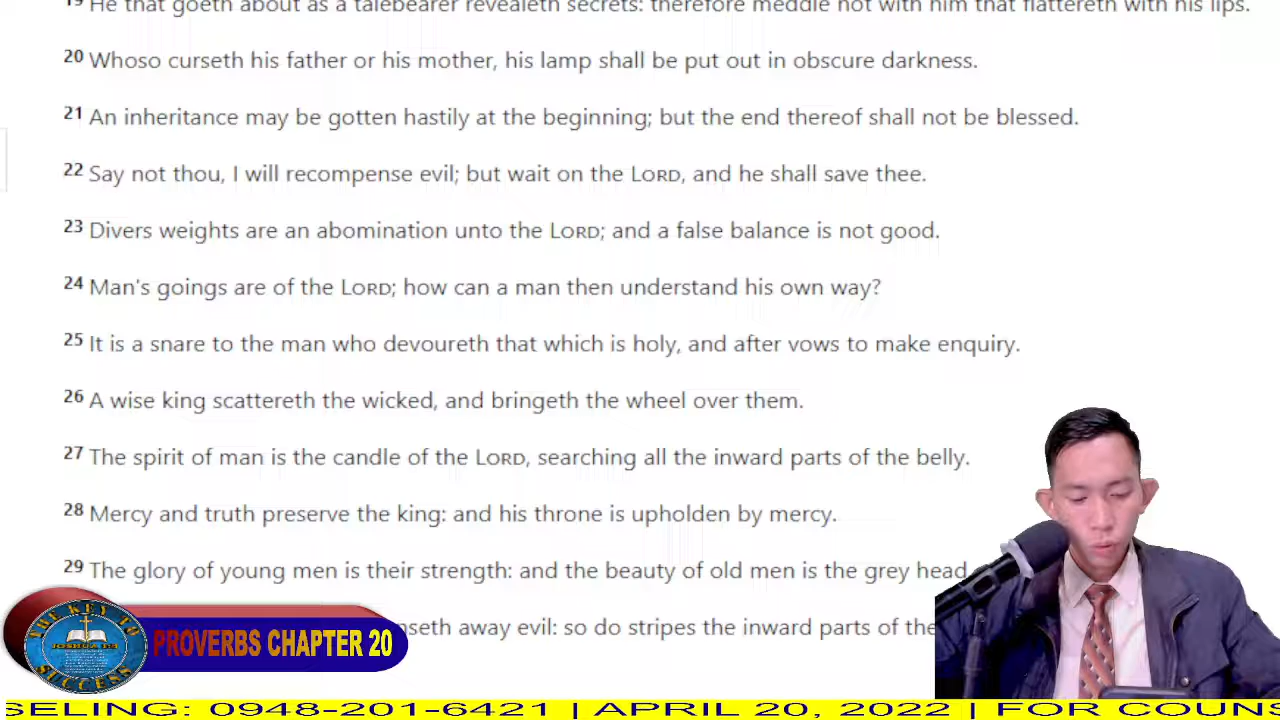 19 He that goeth about as a talebearer revealeth secrets: therefore meddle not with him that flattereth with his lips.
20 Whoso curseth his father or his mother, his lamp shall be put out in obscure darkness.
21 An inheritance may be gotten hastily at the beginning; but the end thereof shall not be blessed.
22 Say not thou, I will recompense evil; but wait on the LORD, and he shall save thee.
23 Divers weights are an abomination unto the LORD; and a false balance is not good.
24 Man's goings are of the LORD; how can a man then understand his own way?
25 It is a snare to the man who devoureth that which is holy, and after vows to make enquiry.
26 A wise king scattereth the wicked, and bringeth the wheel over them.
27 The spirit of man is the candle of the LORD, searching all the inward parts of the belly.
28 Mercy and truth preserve the king: and his throne is upholden by mercy.
29 The glory of young men is their strength: and the beauty of old men is the grey head
nseth away evil: so do stripes the inward parts of the
THE KEY TO
JOSHUA 1:8
SUCCESS
PROVERBS CHAPTER 20
SELING: 0948-201-6421 | APRIL 20, 2022 | FOR COUNS